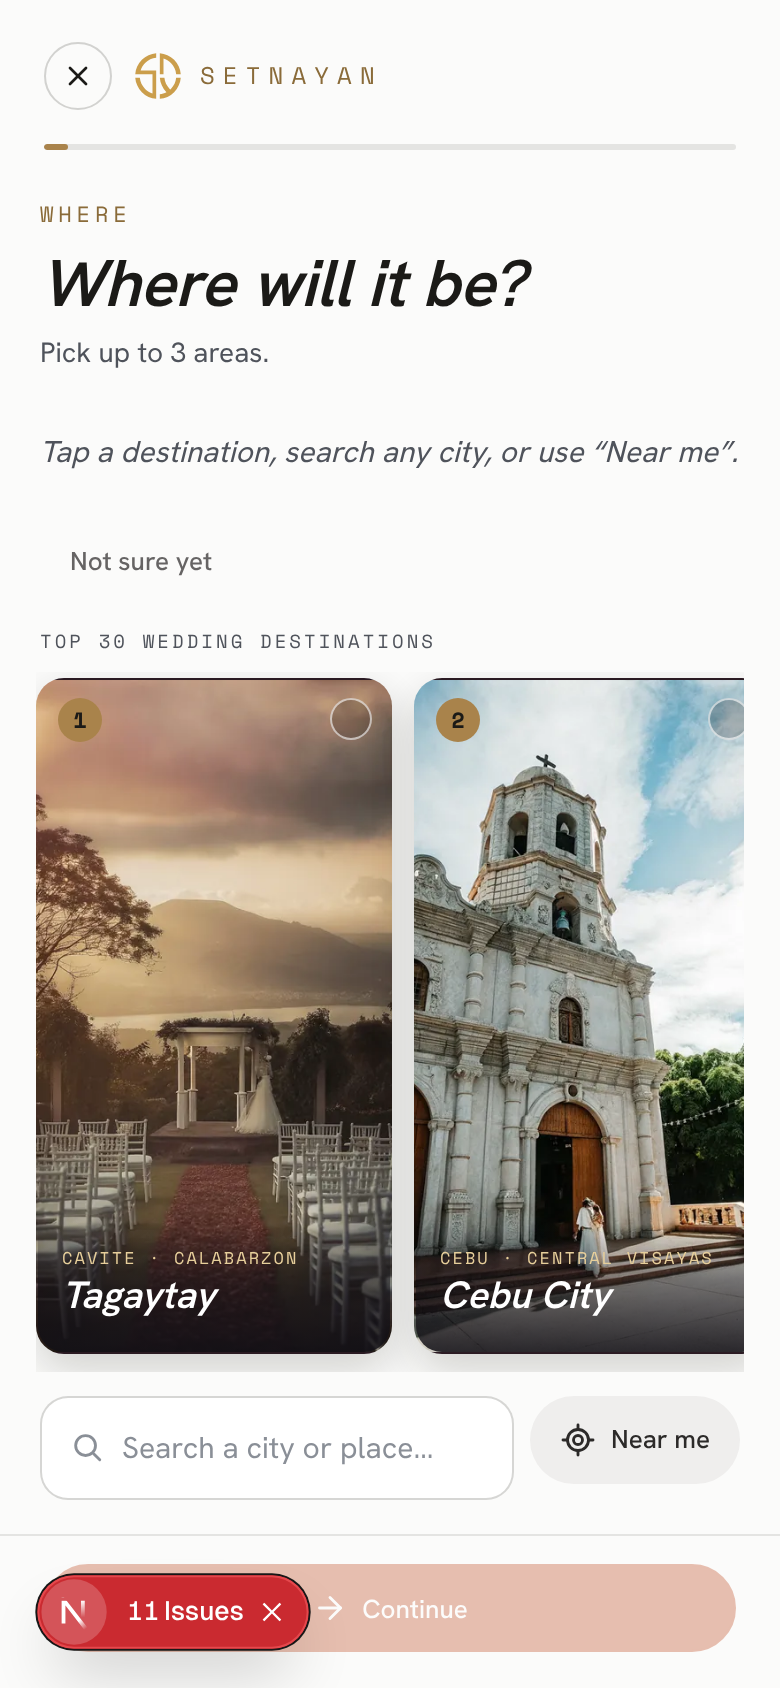 SETNAYAN
WHERE
Where will it be?
Pick up to 3 areas.
Tap a destination, search any city, or use “Near me”.
Not sure yet
TOP 30 WEDDING DESTINATIONS
1
2
CAVITE · CALABARZON
Tagaytay
CEBU · CENTRAL VISAYAS
Cebu City
Search a city or place...
Near me
N 11 Issues
Continue